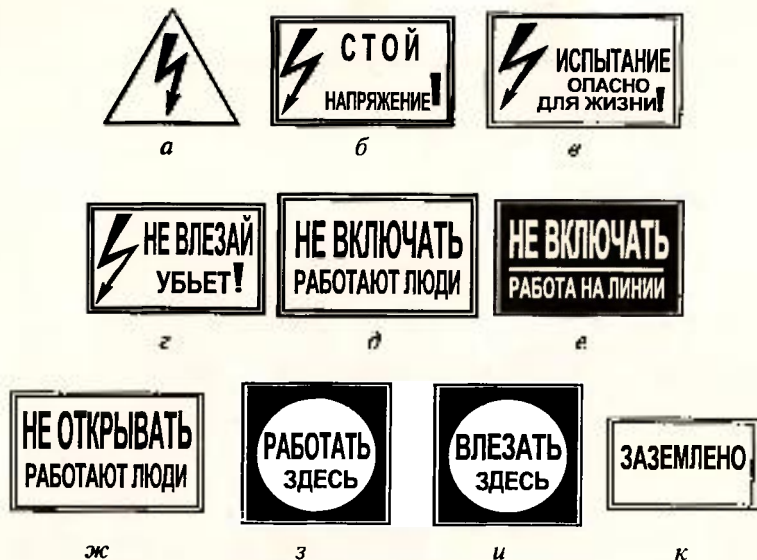 СТОЙ
НАПРЯЖЕНИЕ!
ИСПЫТАНИЕ
ОПАСНО
ДЛЯ ЖИЗНИ!
а
б
в
НЕ ВЛЕЗАЙ
УБЬЕТ!
НЕ ВКЛЮЧАТЬ
РАБОТАЮТ ЛЮДИ
НЕ ВКЛЮЧАТЬ
РАБОТА НА ЛИНИИ
г
д
е
НЕ ОТКРЫВАТЬ
РАБОТАЮТ ЛЮДИ
РАБОТАТЬ
ЗДЕСЬ
ВЛЕЗАТЬ
ЗДЕСЬ
ЗАЗЕМЛЕНО
ж
з
и
к